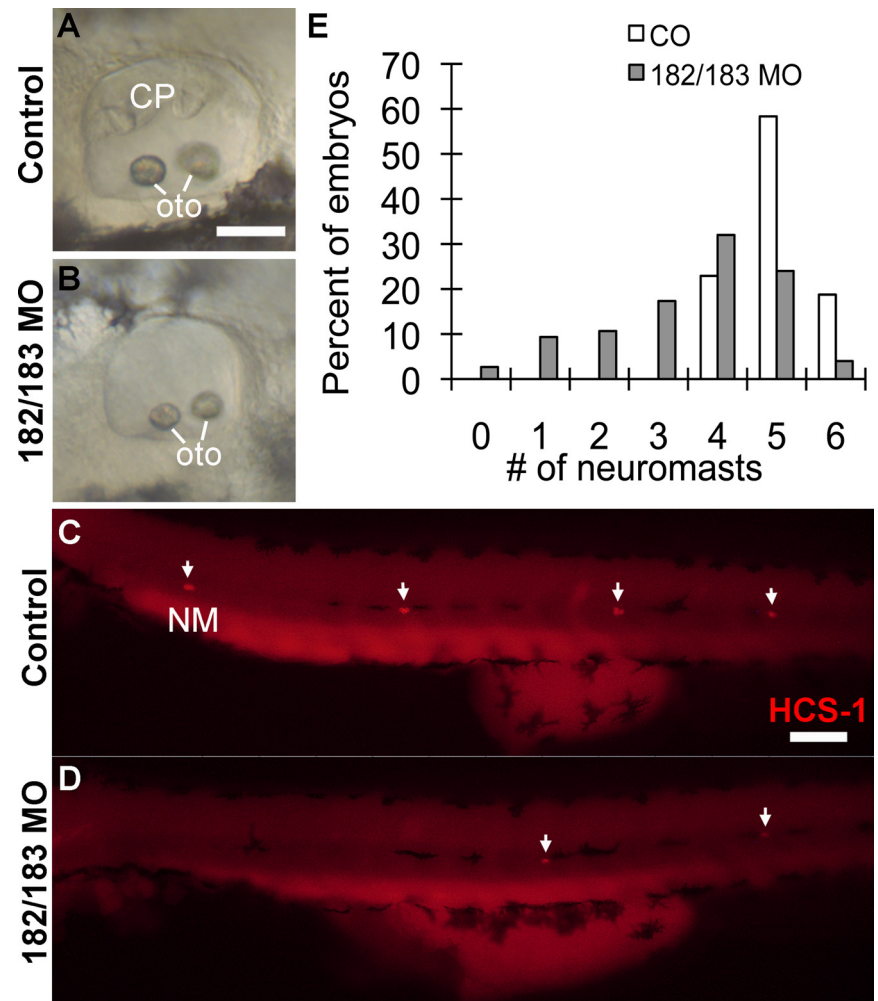 A
Control
CP
oto
B
182/183 MO
oto
E
CO
182/183 MO
Percent of embryos
70
60
50
40
30
20
10
0
0 1 2 3 4 5 6
# of neuromasts
C
Control
NM
HCS-1
D
182/183 MO